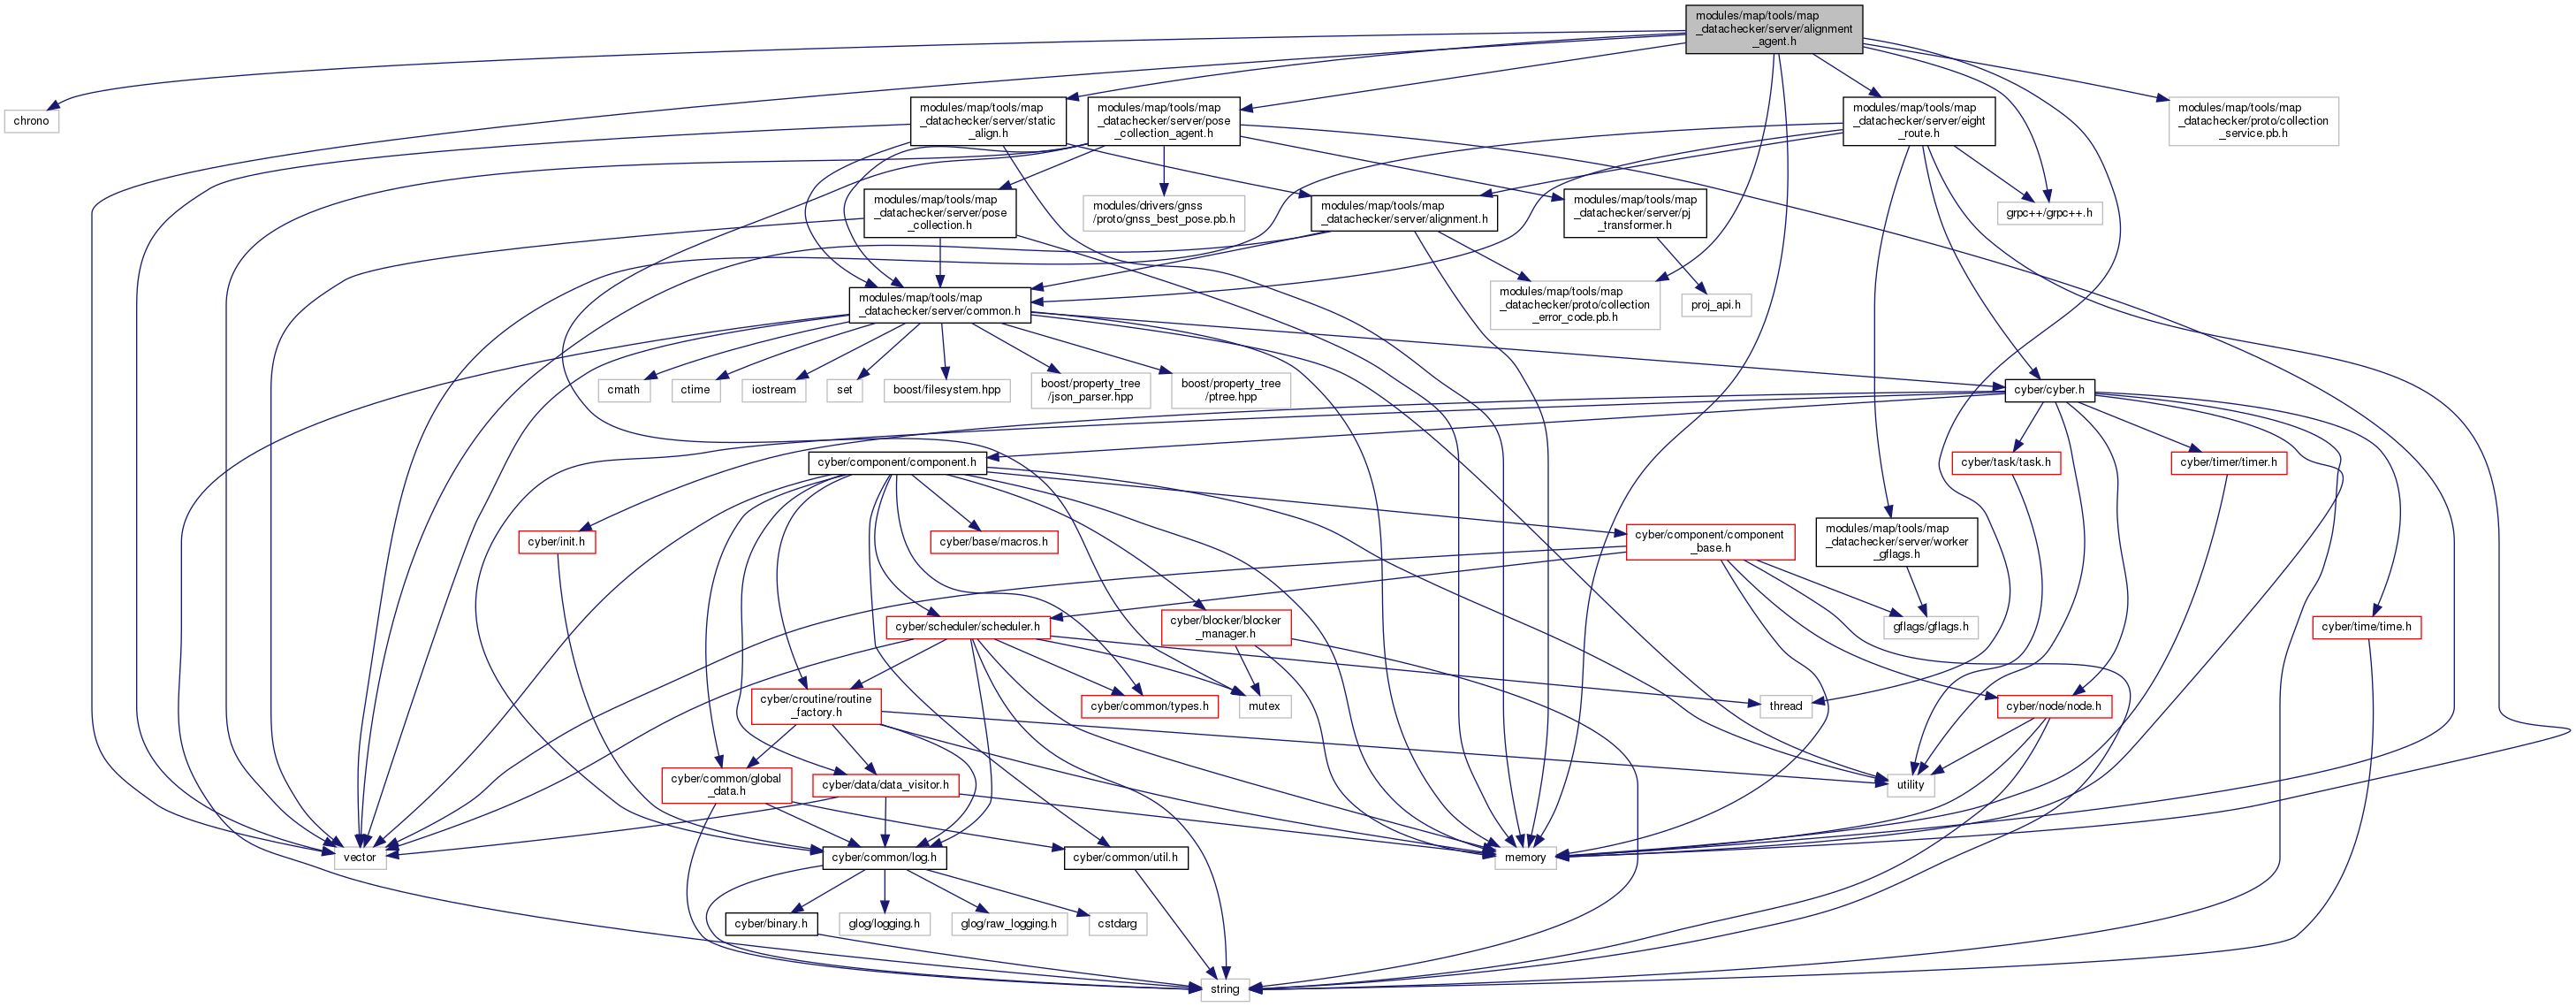 modules/map/tools/map
_datachecker/server/alignment
_agent.h
chrono
modules/map/tools/map
_datachecker/server/static
_align.h
modules/map/tools/map
_datachecker/server/pose
_collection_agent.h
modules/map/tools/map
_datachecker/server/eight
_route.h
modules/map/tools/map
_datachecker/proto/collection
_service.pb.h
modules/map/tools/map
_datachecker/server/pose
_collection.h
modules/drivers/gnss
/proto/gnss_best_pose.pb.h
modules/map/tools/map
_datachecker/server/alignment.h
modules/map/tools/map
_datachecker/server/pj
_transformer.h
grpc++/grpc++.h
modules/map/tools/map
_datachecker/server/common.h
modules/map/tools/map
_datachecker/proto/collection
_error_code.pb.h
proj_api.h
cmath
ctime
iostream
set
boost/filesystem.hpp
boost/property_tree
/json_parser.hpp
boost/property_tree
/ptree.hpp
cyber/cyber.h
cyber/component/component.h
cyber/task/task.h
cyber/timer/timer.h
cyber/init.h
cyber/base/macros.h
cyber/component/component
_base.h
modules/map/tools/map
_datachecker/server/worker
_gflags.h
cyber/scheduler/scheduler.h
cyber/blocker/blocker
_manager.h
gflags/gflags.h
cyber/time/time.h
cyber/croutine/routine
_factory.h
cyber/common/types.h
mutex
thread
cyber/node/node.h
cyber/common/global
_data.h
cyber/data/data_visitor.h
utility
vector
cyber/common/log.h
cyber/common/util.h
memory
cyber/binary.h
glog/logging.h
glog/raw_logging.h
cstdarg
string